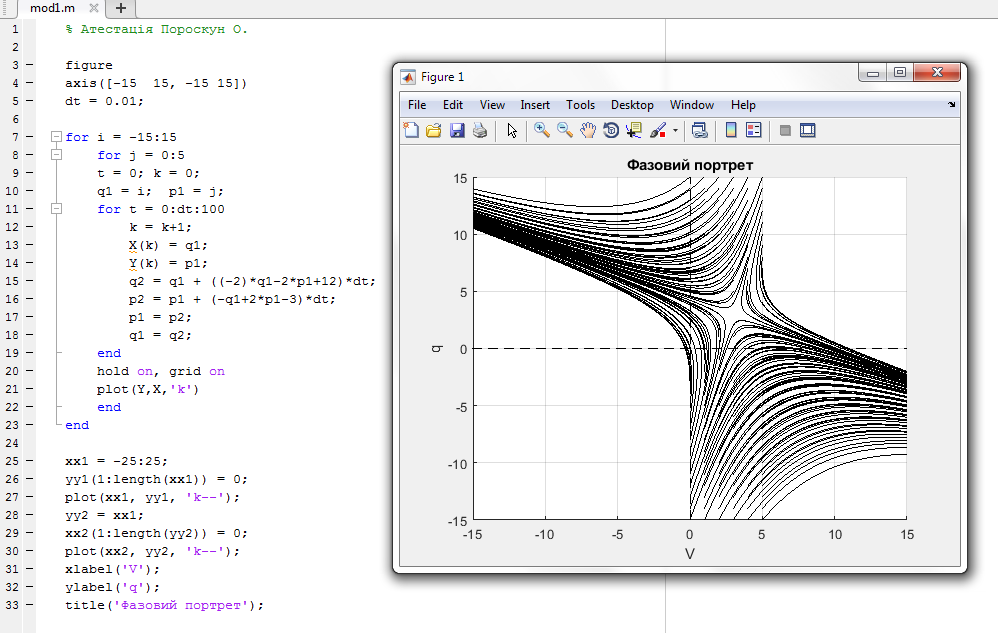 mod1.m
1 % Атестація Пороскун О.
2
3 figure
4 axis([-15  15, -15 15])
5 dt = 0.01;
6
7 for i = -15:15
8     for j = 0:5
9     t = 0; k = 0;
10     q1 = i;  p1 = j;
11     for t = 0:dt:100
12         k = k+1;
13         X(k) = q1;
14         Y(k) = p1;
15         q2 = q1 + ((-2)*q1-2*p1+12)*dt;
16         p2 = p1 + (-q1+2*p1-3)*dt;
17         p1 = p2;
18         q1 = q2;
19     end
20     hold on, grid on
21     plot(Y,X,'k')
22     end
23 end
24
25 xx1 = -25:25;
26 yy1(1:length(xx1)) = 0;
27 plot(xx1, yy1, 'k--');
28 yy2 = xx1;
29 xx2(1:length(yy2)) = 0;
30 plot(xx2, yy2, 'k--');
31 xlabel('V');
32 ylabel('q');
33 title('Фазовий портрет');
Figure 1
File Edit View Insert Tools Desktop Window Help
Фазовий портрет
15
10
5
0
-5
-10
-15
q
-15 -10 -5 0 5 10 15
V